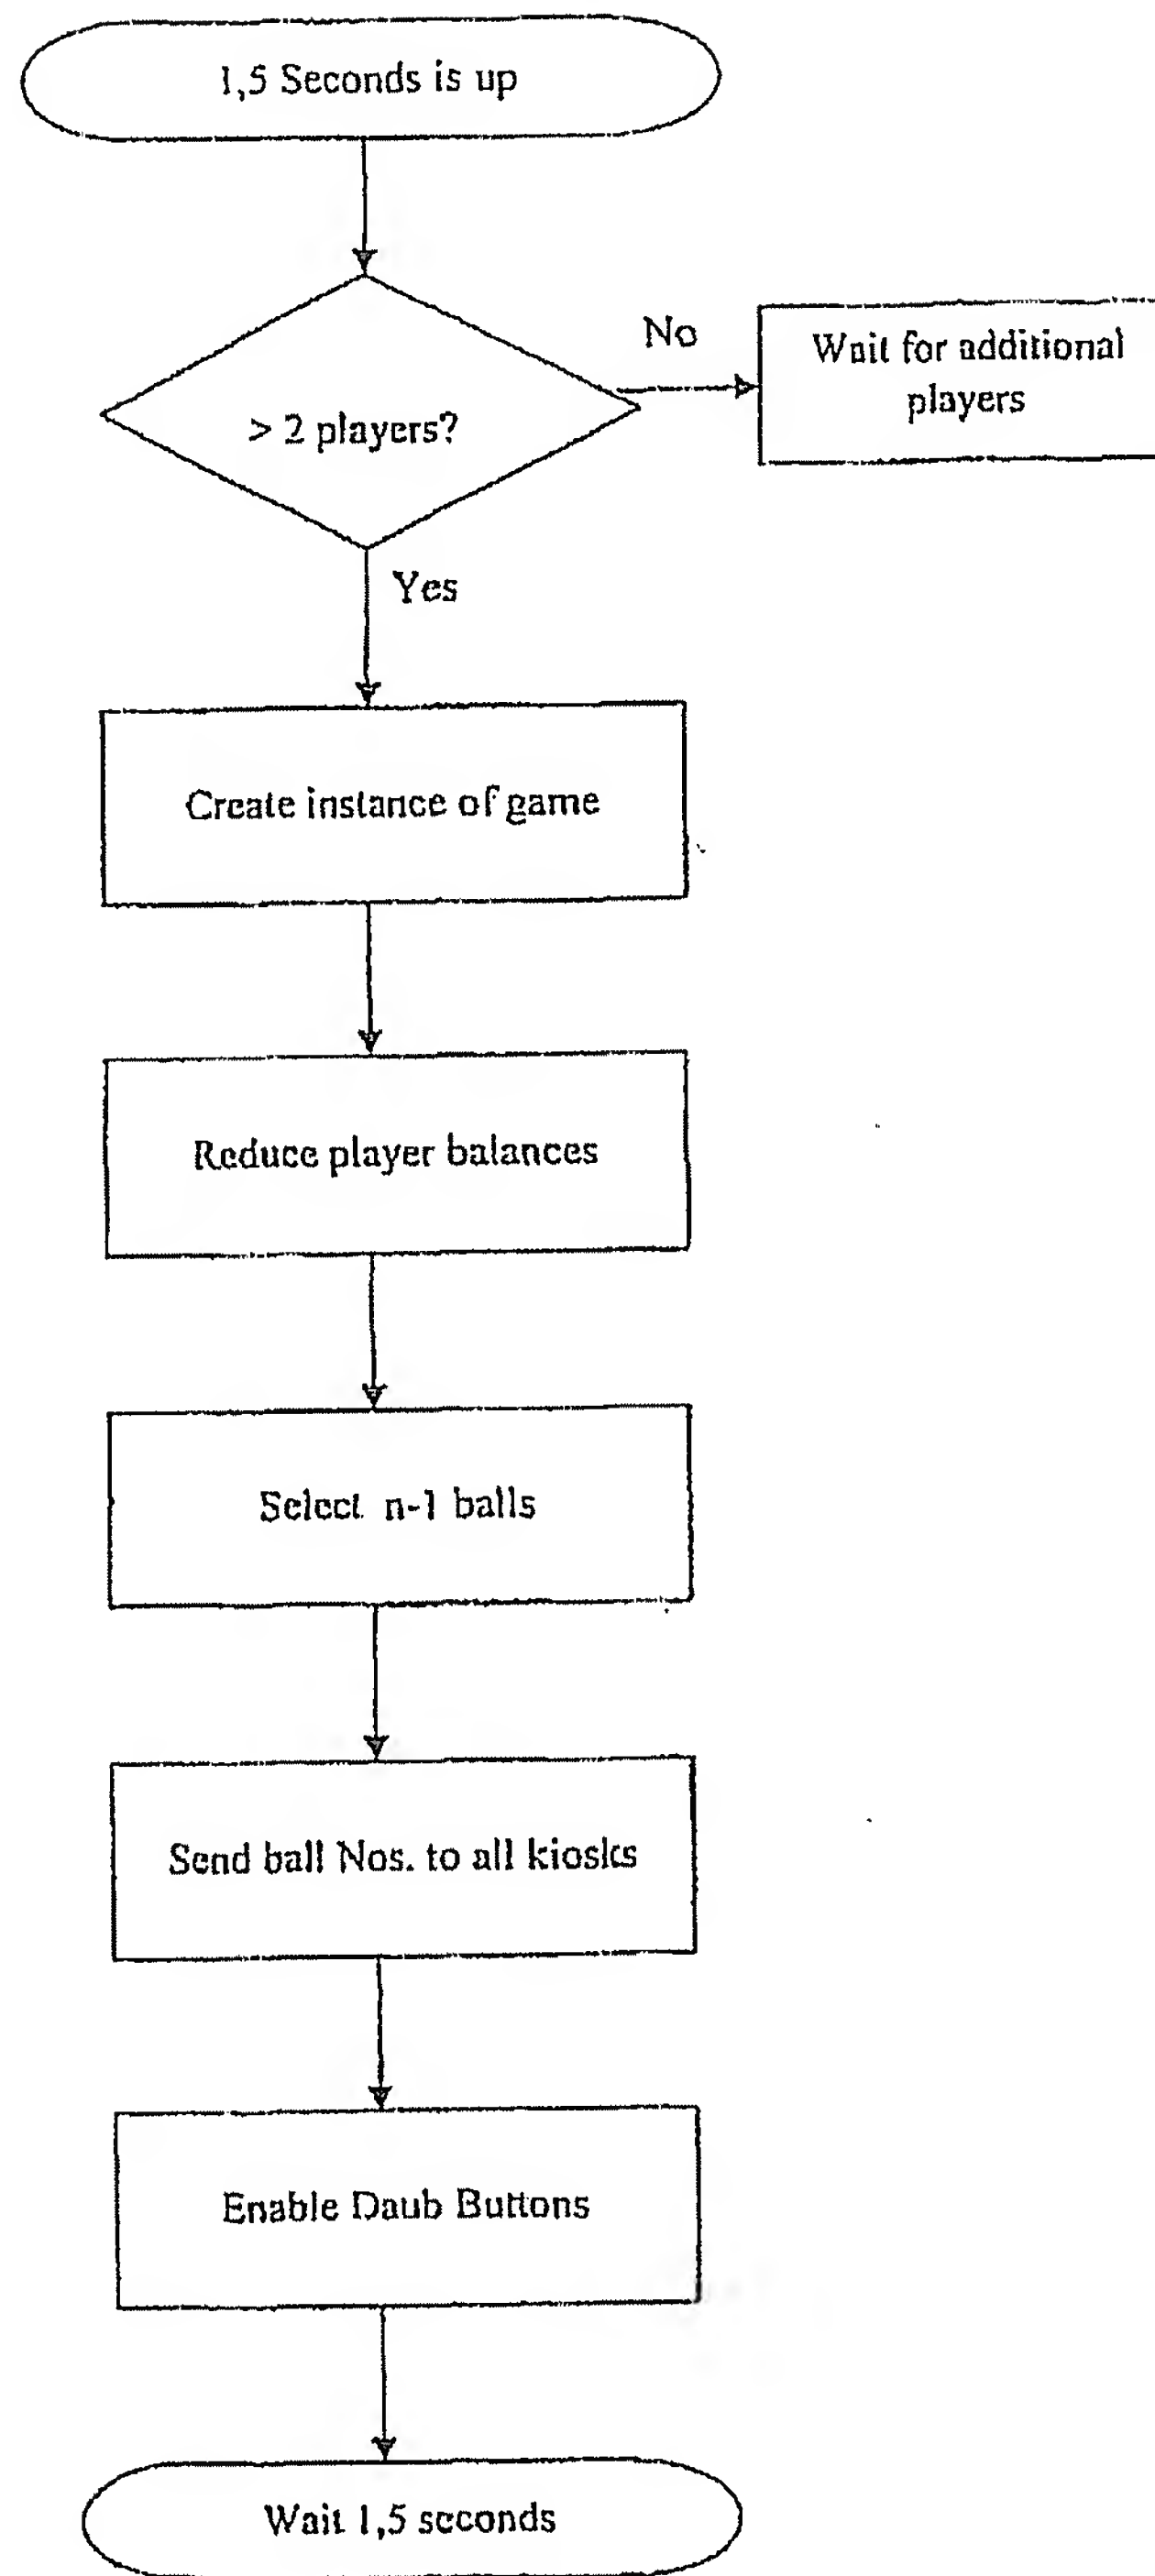 1,5 Seconds is up
> 2 players?
No
Wait for additional
players
Yes
Create instance of game
Reduce player balances
Select n-1 balls
Send ball Nos. to all kiosks
Enable Daub Buttons
Wait 1,5 seconds